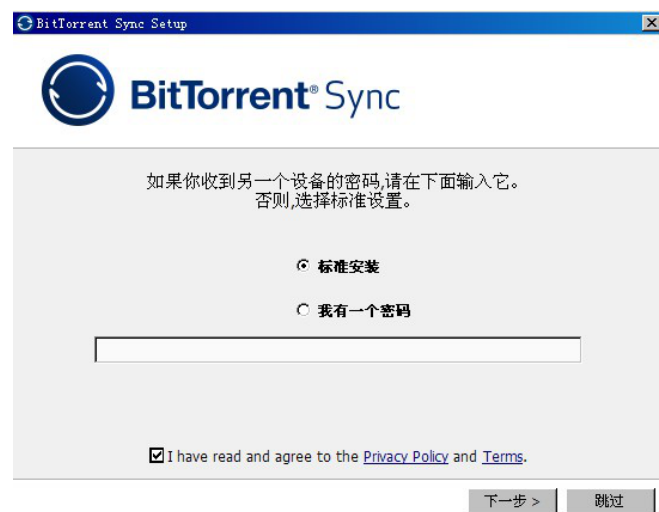 BitTorrent Sync Setup
BitTorrent® Sync
如果你收到另一个设备的密码,请在下面输入它。
否则,选择标准设置。
标准安装
我有一个密码
I have read and agree to the Privacy Policy and Terms.
下一步 >
跳过